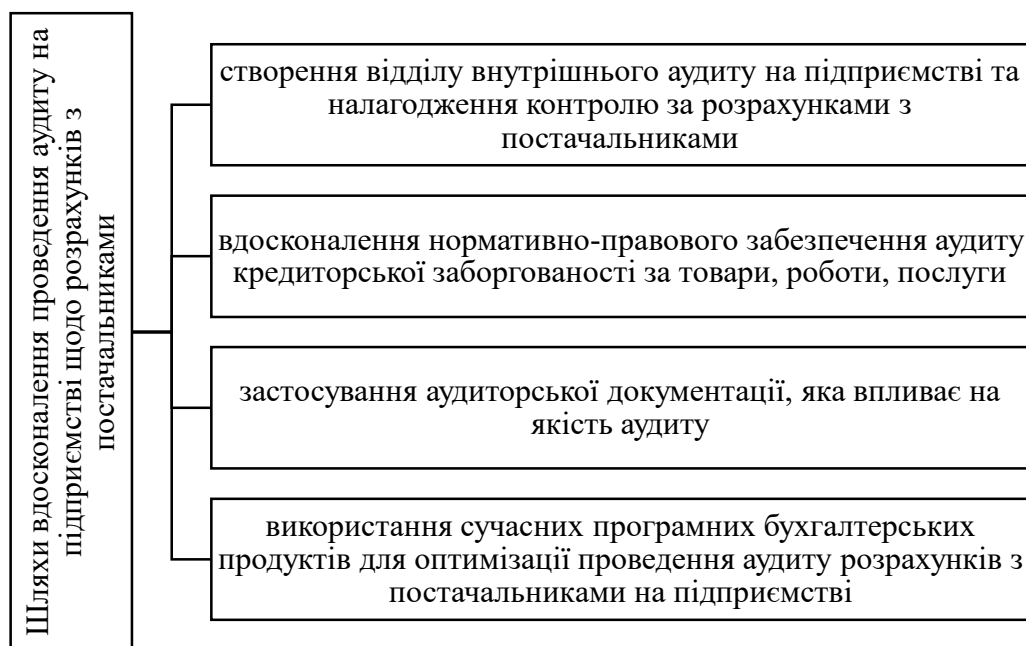 Шляхи вдосконалення проведення аудиту на
підприємстві щодо розрахунків з
постачальниками
створення відділу внутрішнього аудиту на підприємстві та
налагодження контролю за розрахунками з
постачальниками
вдосконалення нормативно-правового забезпечення аудиту
кредиторської заборгованості за товари, роботи, послуги
застосування аудиторської документації, яка впливає на
якість аудиту
використання сучасних програмних бухгалтерських
продуктів для оптимізації проведення аудиту розрахунків з
постачальниками на підприємстві